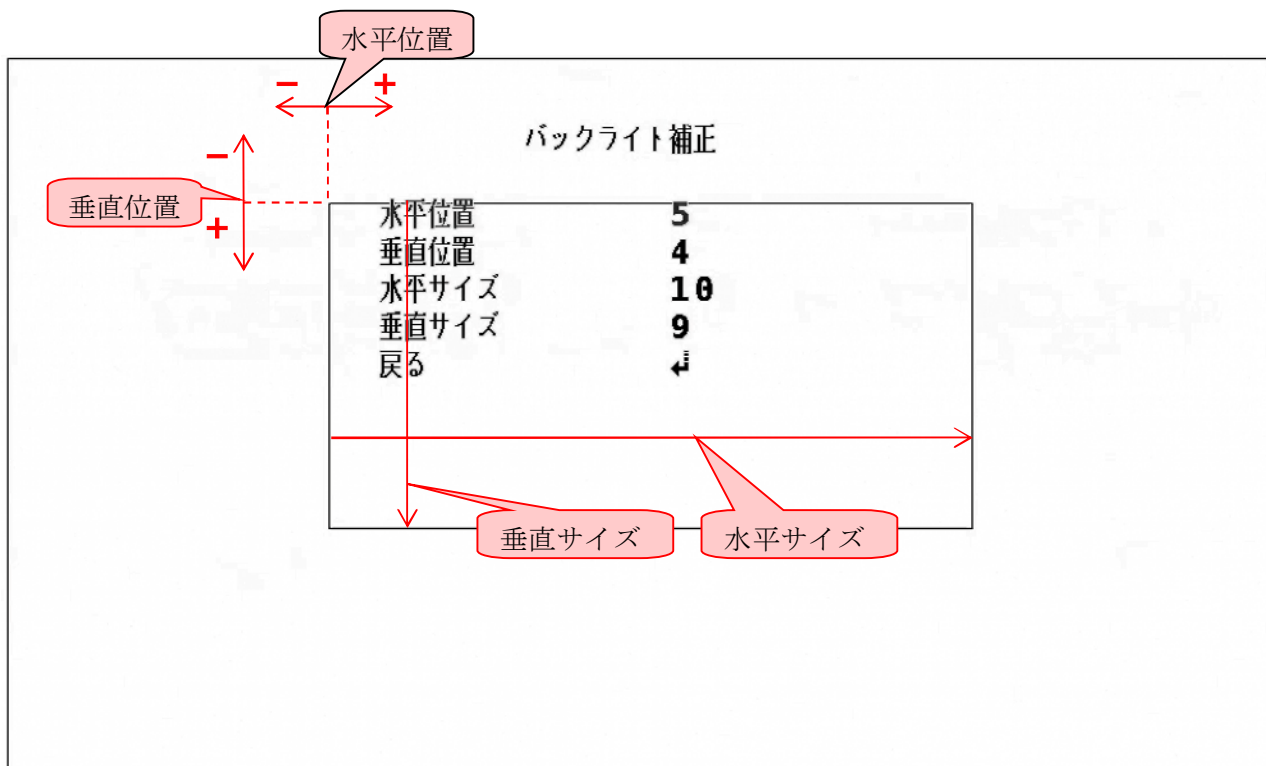 水平位置
− +
バックライト補正
−
垂直位置
+
水平位置 5
垂直位置 4
水平サイズ 10
垂直サイズ 9
戻る ↲
垂直サイズ 水平サイズ